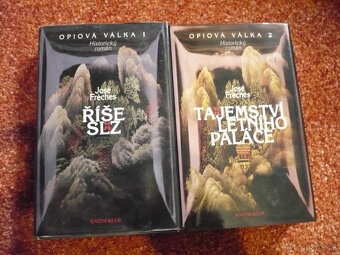 OPIOVÁ VÁLKA 1
Historický
román
José
Frèches
ŘÍŠE
SLZ
KNIŽNÍ KLUB
OPIOVÁ VÁLKA 2
Historický
román
José
Frèches
TAJEMSTVÍ
LETNÍHO
PALÁCE
KNIŽNÍ KLUB